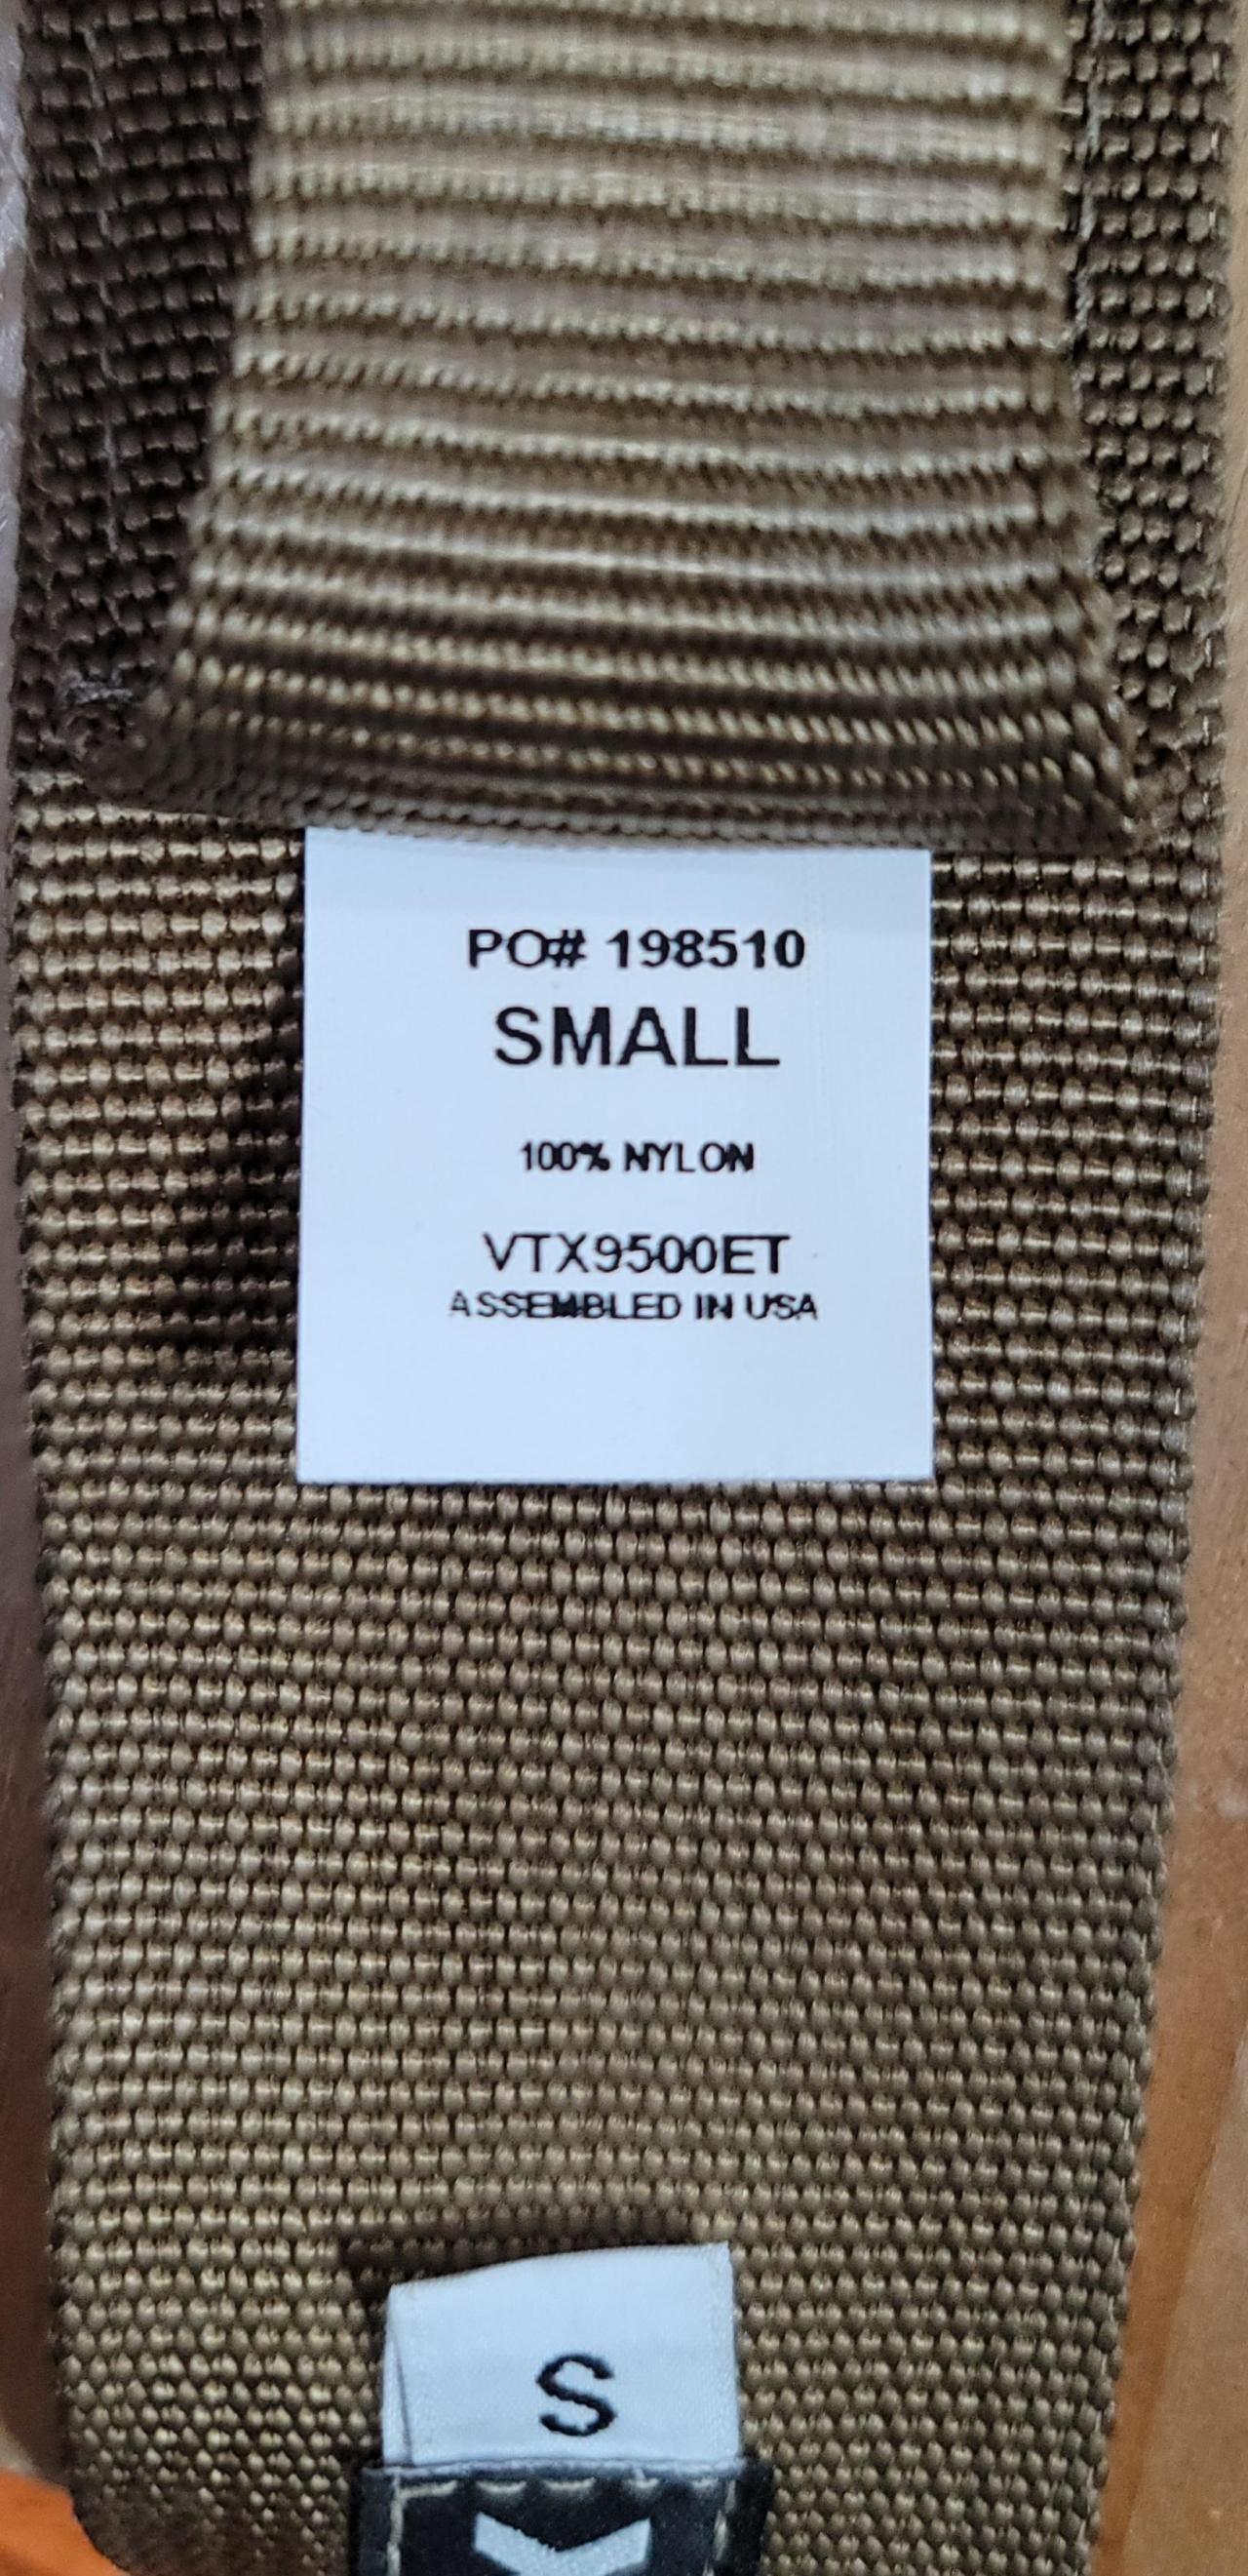 PO# 198510
SMALL
100% NYLON
VTX9500ET
ASSEMBLED IN USA
S